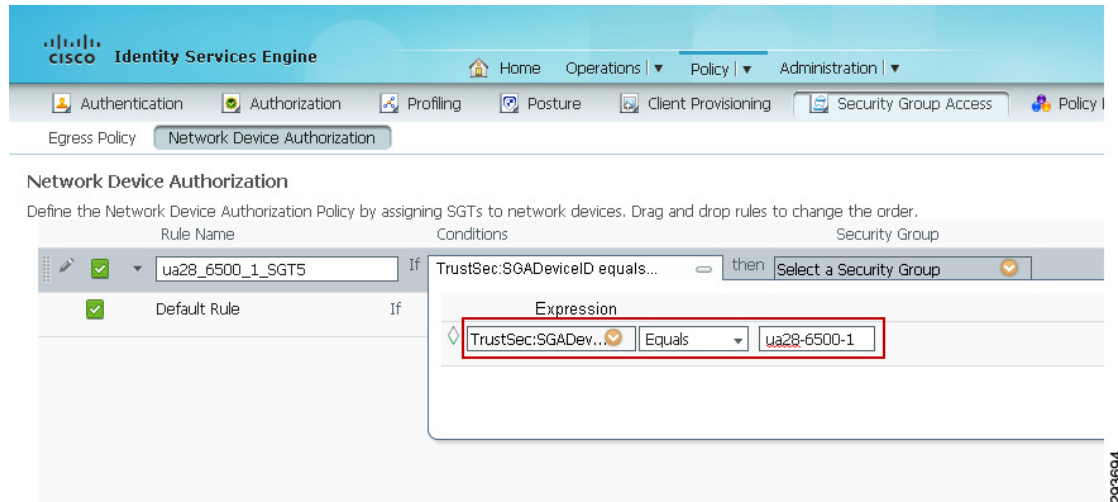 CISCO Identity Services Engine
Home Operations | Policy | Administration |
Authentication Authorization Profiling Posture Client Provisioning Security Group Access Policy
Egress Policy Network Device Authorization
Network Device Authorization
Define the Network Device Authorization Policy by assigning SGTs to network devices. Drag and drop rules to change the order.
Rule Name Conditions Security Group
ua28_6500_1_SGT5 If TrustSec:SGADeviceID equals... then Select a Security Group
Default Rule If
Expression
TrustSec:SGADev... Equals ua28-6500-1
293694